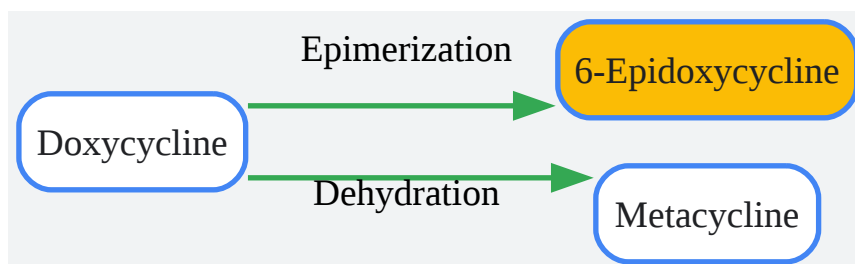 Epimerization
6-Epidoxycycline
Doxycycline
Dehydration
Metacycline